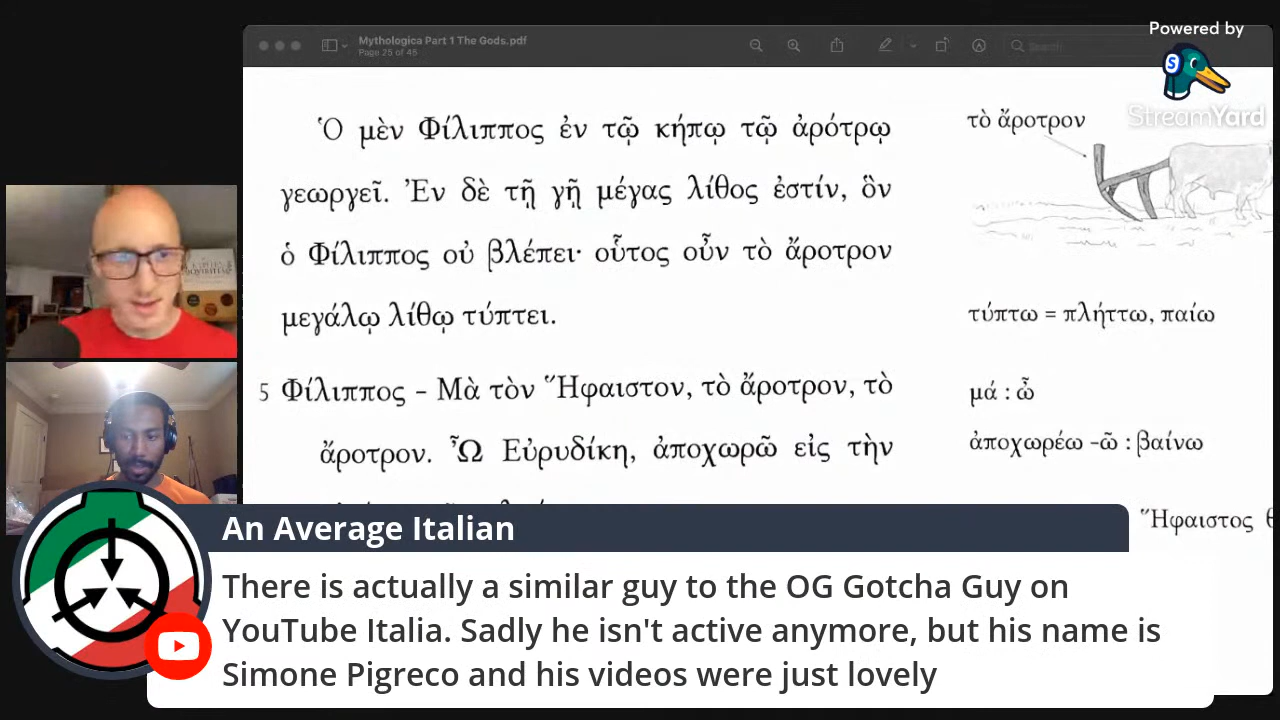 Powered by
StreamYard
Mythologica Part 1 The Gods.pdf
Page 25 of 45
Search
Ὁ μὲν Φίλιππος ἐν τῷ κήπῳ τῷ ἀρότρῳ
γεωργεῖ. Ἐν δὲ τῇ γῇ μέγας λίθος ἐστίν, ὃν
ὁ Φίλιππος οὐ βλέπει· οὗτος οὖν τὸ ἄροτρον
μεγάλῳ λίθῳ τύπτει.
5 Φίλιππος – Μὰ τὸν Ἥφαιστον, τὸ ἄροτρον, τὸ
ἄροτρον. Ὦ Εὐρυδίκη, ἀποχωρῶ εἰς τὴν
τὸ ἄροτρον
τύπτω = πλήττω, παίω
μά : ὦ
ἀποχωρέω -ῶ : βαίνω
Ἥφαιστος
An Average Italian
There is actually a similar guy to the OG Gotcha Guy on
YouTube Italia. Sadly he isn't active anymore, but his name is
Simone Pigreco and his videos were just lovely